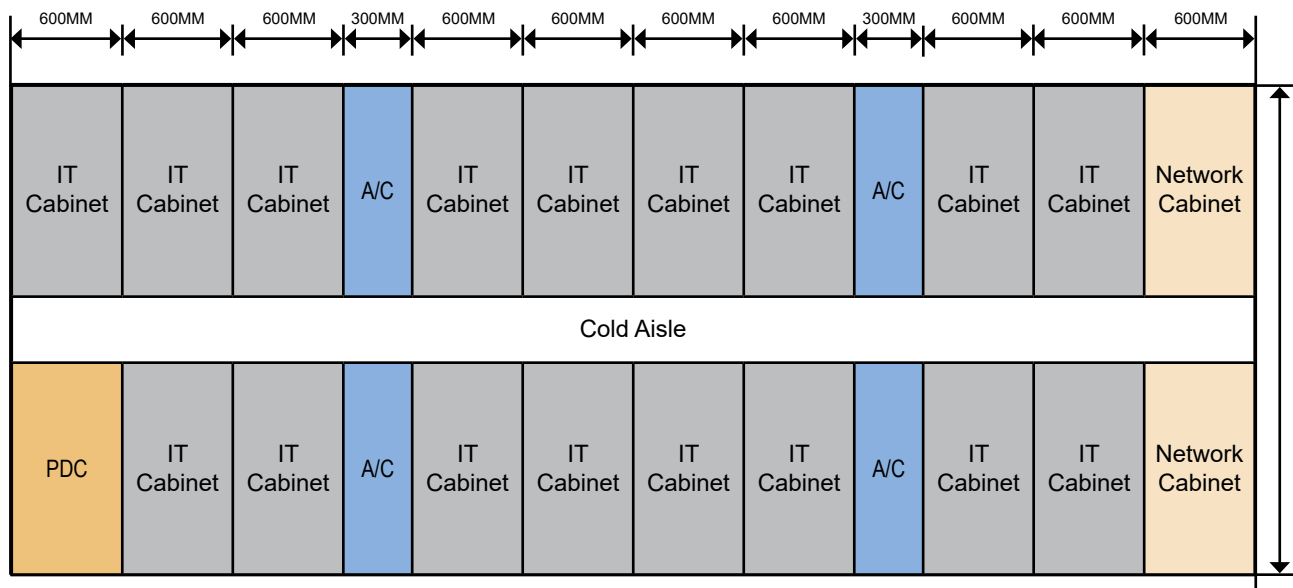 600MM 600MM 600MM 300MM 600MM 600MM 600MM 600MM 300MM 600MM 600MM 600MM
IT
Cabinet
IT
Cabinet
IT
Cabinet
A/C
IT
Cabinet
IT
Cabinet
IT
Cabinet
IT
Cabinet
A/C
IT
Cabinet
IT
Cabinet
Network
Cabinet
Cold Aisle
PDC
IT
Cabinet
IT
Cabinet
A/C
IT
Cabinet
IT
Cabinet
IT
Cabinet
IT
Cabinet
A/C
IT
Cabinet
IT
Cabinet
Network
Cabinet